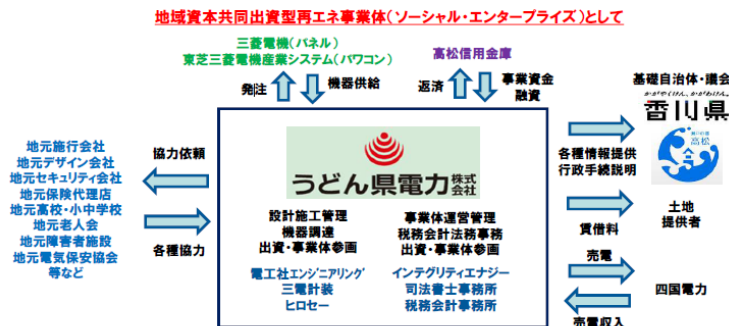 地域資本共同出資型再エネ事業体（ソーシャル・エンタープライズ）として
三菱電機（パネル）
東芝三菱電機産業システム（パワコン）
高松信用金庫
発注
機器供給
返済
事業資金
融資
基礎自治体・議会
かがやくけん、かがわけん。
香川県
高松
地元施行会社
地元デザイン会社
地元セキュリティ会社
地元保険代理店
地元高校・小中学校
地元老人会
地元障害者施設
地元電気保安協会
等など
協力依頼
各種協力
うどん県電力株式会社
設計施工管理
機器調達
出資・事業体参画
電工社エンジニアリング
三電計装
ヒロセー
事業体運営管理
税務会計法務事務
出資・事業体参画
インテグリティエナジー
司法書士事務所
税務会計事務所
各種情報提供
行政手続説明
賃借料
土地
提供者
売電
四国電力
売電収入